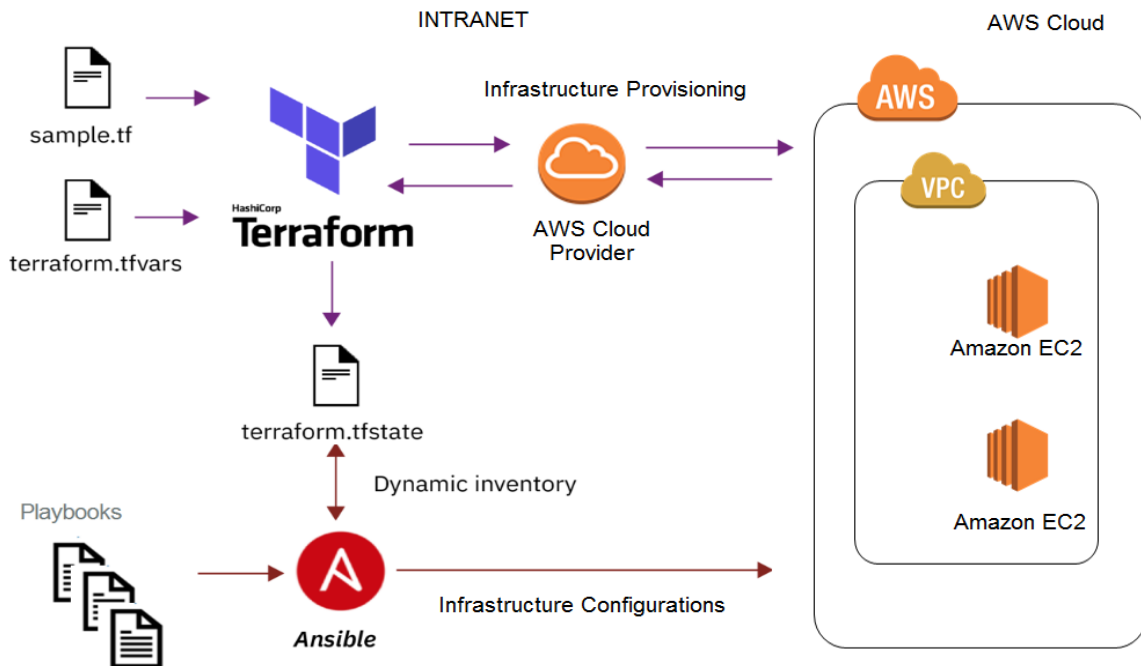 INTRANET
AWS Cloud
sample.tf
Infrastructure Provisioning
AWS
VPC
HashiCorp
Terraform
AWS Cloud
Provider
terraform.tfvars
Amazon EC2
terraform.tfstate
Dynamic inventory
Amazon EC2
Playbooks
Infrastructure Configurations
Ansible